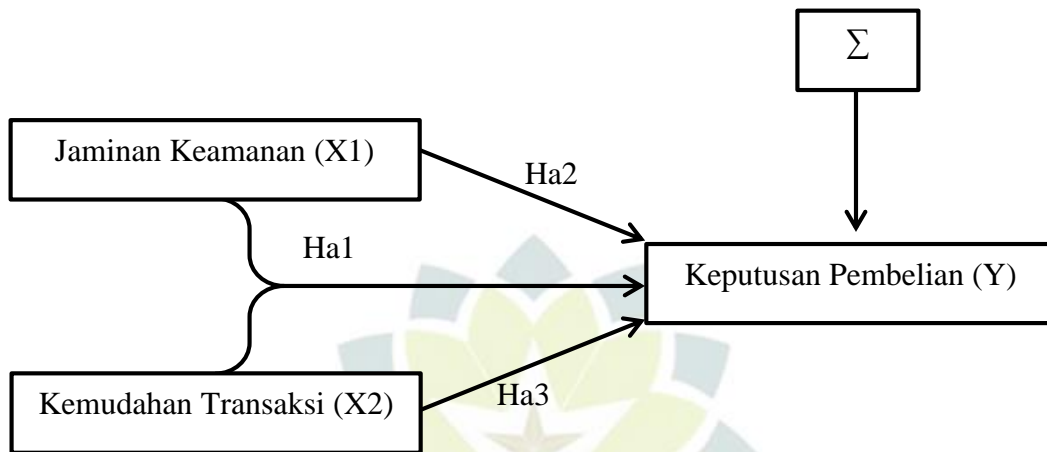 ∑
Jaminan Keamanan (X1)
Ha2
Ha1
Keputusan Pembelian (Y)
Kemudahan Transaksi (X2)
Ha3